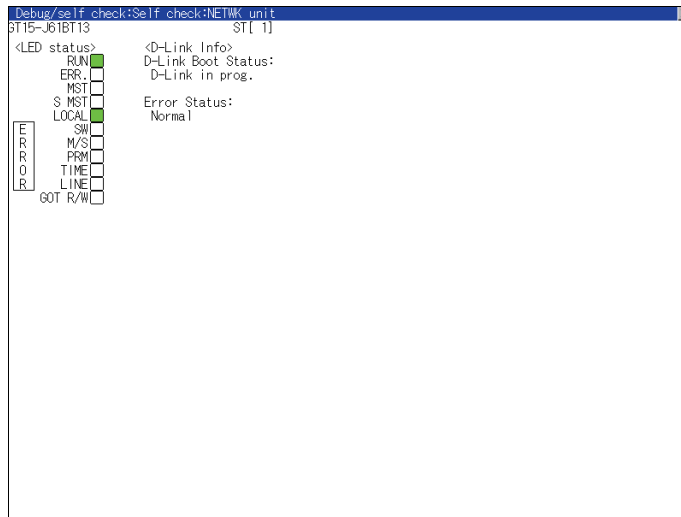 Debug/self check:Self check:NETWK unit
GT15-J61BT13 ST[ 1]
<LED status> <D-Link Info>
RUN D-Link Boot Status:
ERR. D-Link in prog.
MST
S MST Error Status:
LOCAL Normal
E SW
R M/S
R PRM
O TIME
R LINE
GOT R/W